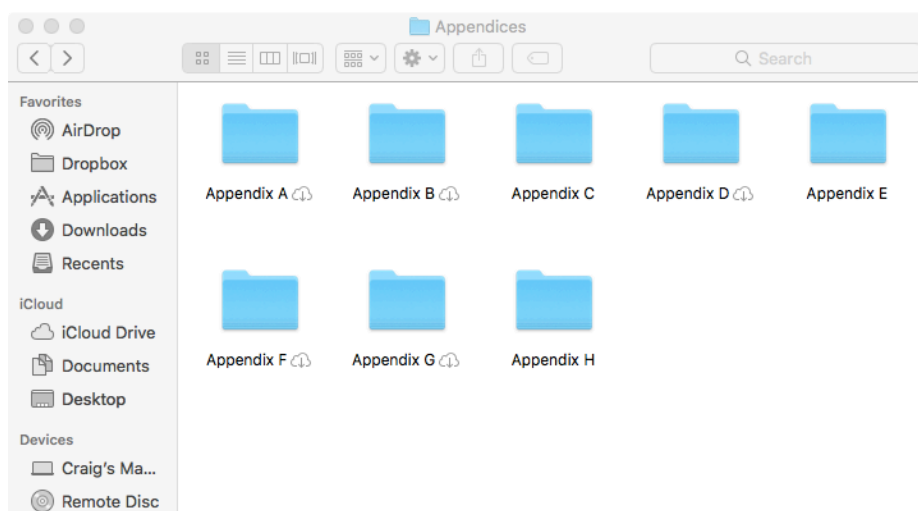 Appendices
Search
Favorites
AirDrop
Dropbox
Applications
Downloads
Recents
iCloud
iCloud Drive
Documents
Desktop
Devices
Craig's Ma...
Remote Disc
Appendix A Appendix B Appendix C Appendix D Appendix E
Appendix F Appendix G Appendix H